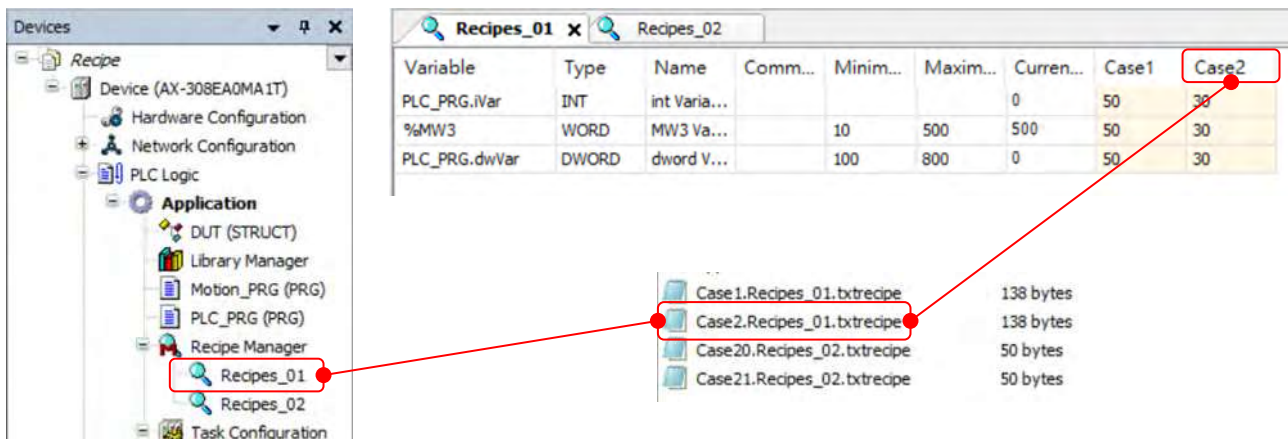 Devices
Recipe
Device (AX-308EA0MA1T)
Hardware Configuration
Network Configuration
PLC Logic
Application
DUT (STRUCT)
Library Manager
Motion_PRG (PRG)
PLC_PRG (PRG)
Recipe Manager
Recipes_01
Recipes_02
Task Configuration
Recipes_01 Recipes_02
Variable Type Name Comm... Minim... Maxim... Curren... Case1 Case2
PLC_PRG.iVar INT int Varia... 0 50 30
%MW3 WORD MW3 Va... 10 500 500 50 30
PLC_PRG.dwVar DWORD dword V... 100 800 0 50 30
Case1.Recipes_01.txtrecipe 138 bytes
Case2.Recipes_01.txtrecipe 138 bytes
Case20.Recipes_02.txtrecipe 50 bytes
Case21.Recipes_02.txtrecipe 50 bytes